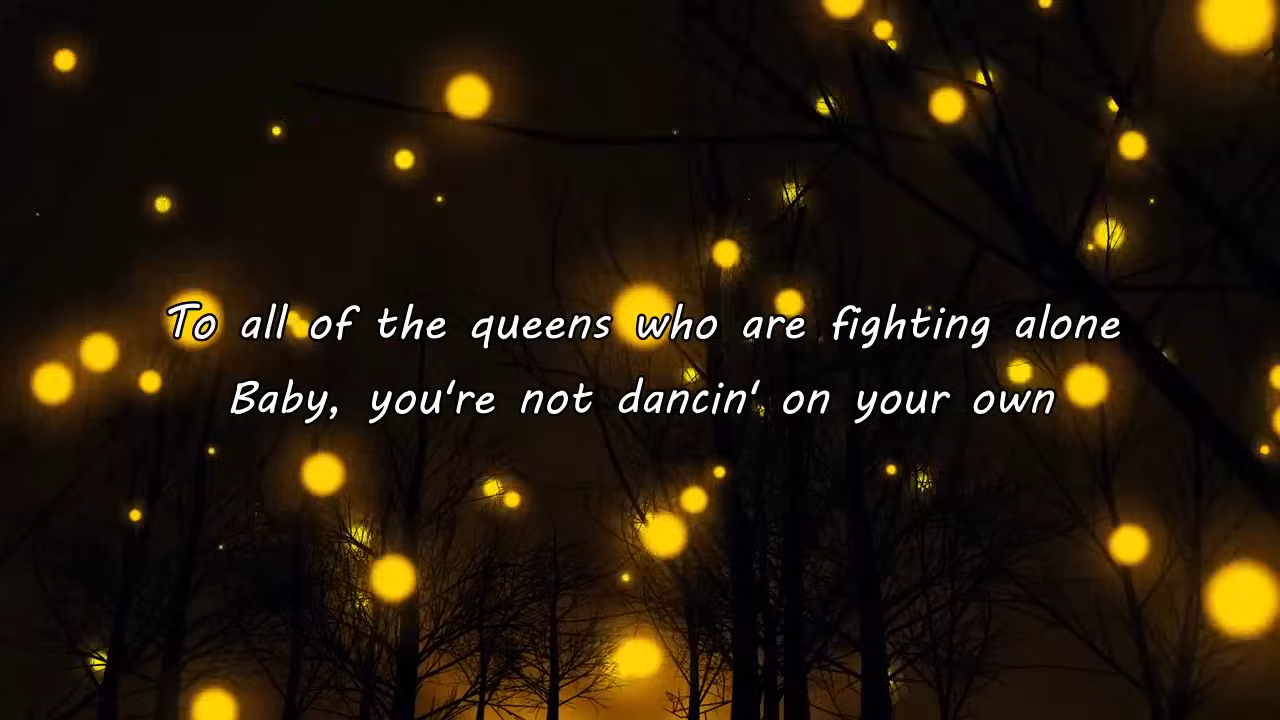 To all of the queens who are fighting alone
Baby, you're not dancin' on your own